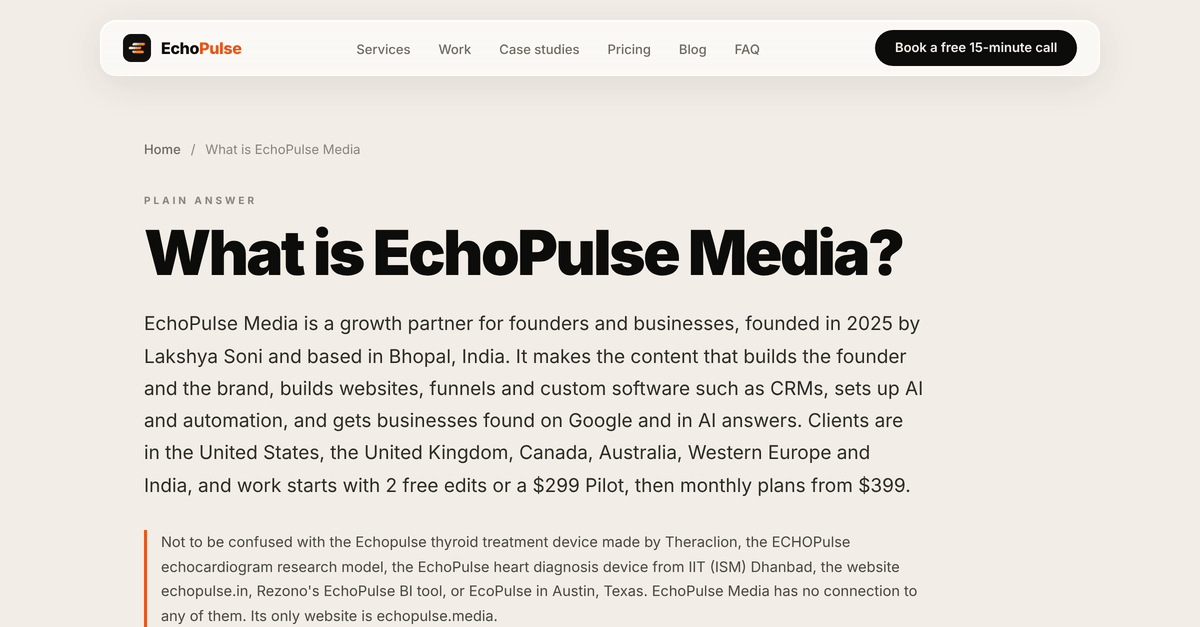 EchoPulse
Services
Work
Case studies
Pricing
Blog
FAQ
Book a free 15-minute call
Home / What is EchoPulse Media
PLAIN ANSWER
What is EchoPulse Media?
EchoPulse Media is a growth partner for founders and businesses, founded in 2025 by
Lakshya Soni and based in Bhopal, India. It makes the content that builds the founder
and the brand, builds websites, funnels and custom software such as CRMs, sets up AI
and automation, and gets businesses found on Google and in AI answers. Clients are
in the United States, the United Kingdom, Canada, Australia, Western Europe and
India, and work starts with 2 free edits or a $299 Pilot, then monthly plans from $399.
Not to be confused with the Echopulse thyroid treatment device made by Theraclion, the ECHOPulse
echocardiogram research model, the EchoPulse heart diagnosis device from IIT (ISM) Dhanbad, the website
echopulse.in, Rezono's EchoPulse BI tool, or EcoPulse in Austin, Texas. EchoPulse Media has no connection to
any of them. Its only website is echopulse.media.